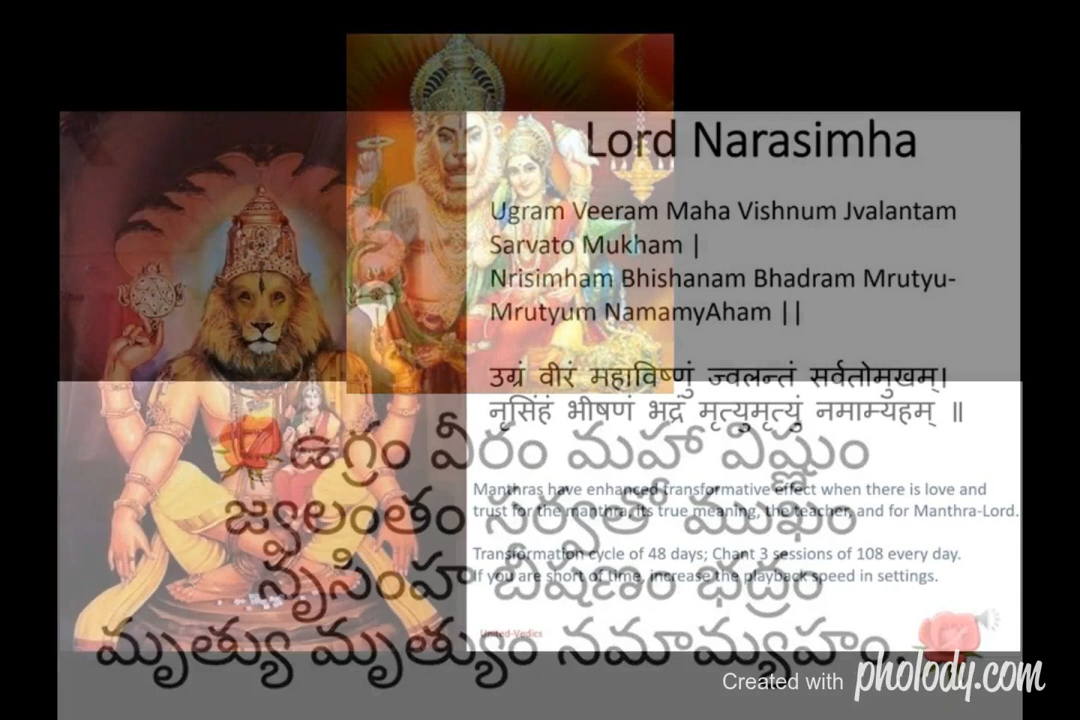 Lord Narasimha
Ugram Veeram Maha Vishnum Jvalantam
Sarvato Mukham |
Nrisimham Bhishanam Bhadram Mrutyu-
Mrutyum NamamyAham ||
उग्रं वीरं महाविष्णुं ज्वलन्तं सर्वतोमुखम्।
नृसिंहं भीषणं भद्रं मृत्युमृत्युं नमाम्यहम् ॥
ఉగ్రం వీరం మహా విష్ణుం
Manthras have enhanced transformative effect when there is love and
trust for the manthra, its true meaning, the teacher, and for Manthra-Lord.
జ్వలంతం సర్వతో ముఖం
Transformation cycle of 48 days; Chant 3 sessions of 108 every day.
If you are short of time, increase the playback speed in settings.
నృసింహ బీషణం భద్రం
United-Vedics
మృత్యు మృత్యుం నమామ్యహం..
Created with pholody.com